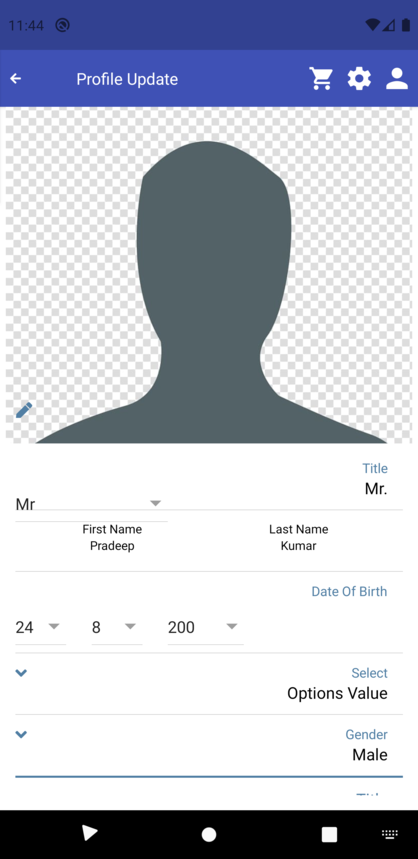 11:44
Profile Update
Title
Mr.
Mr
First Name Last Name
Pradeep Kumar
Date Of Birth
24 8 200
Select
Options Value
Gender
Male